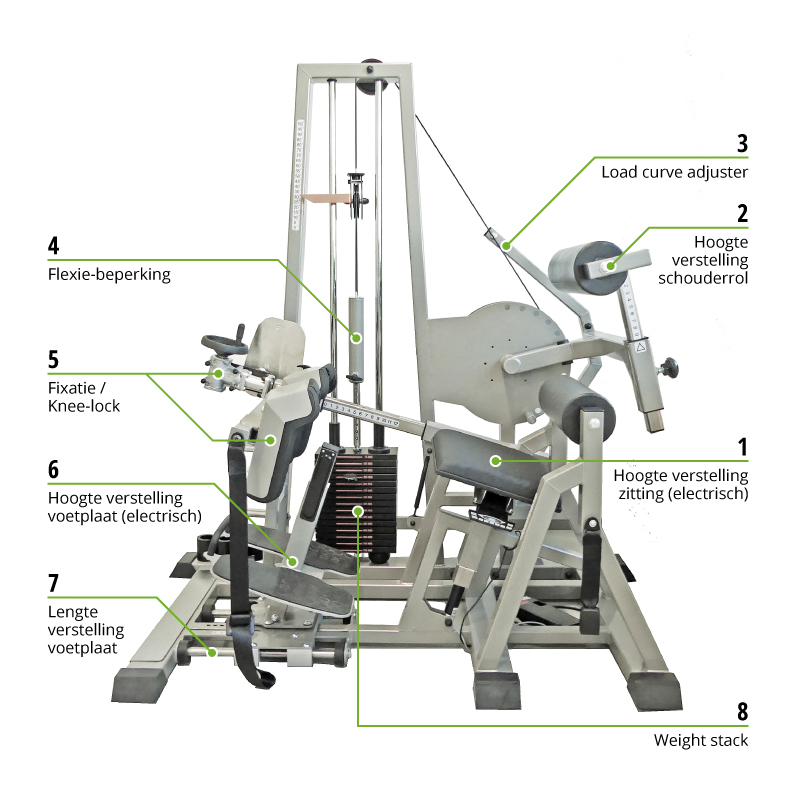 3
Load curve adjuster
2
Hoogte
verstelling
schouderrol
4
Flexie-beperking
5
Fixatie /
Knee-lock
1
Hoogte verstelling
zitting (electrisch)
6
Hoogte verstelling
voetplaat (electrisch)
7
Lengte
verstelling
voetplaat
8
Weight stack